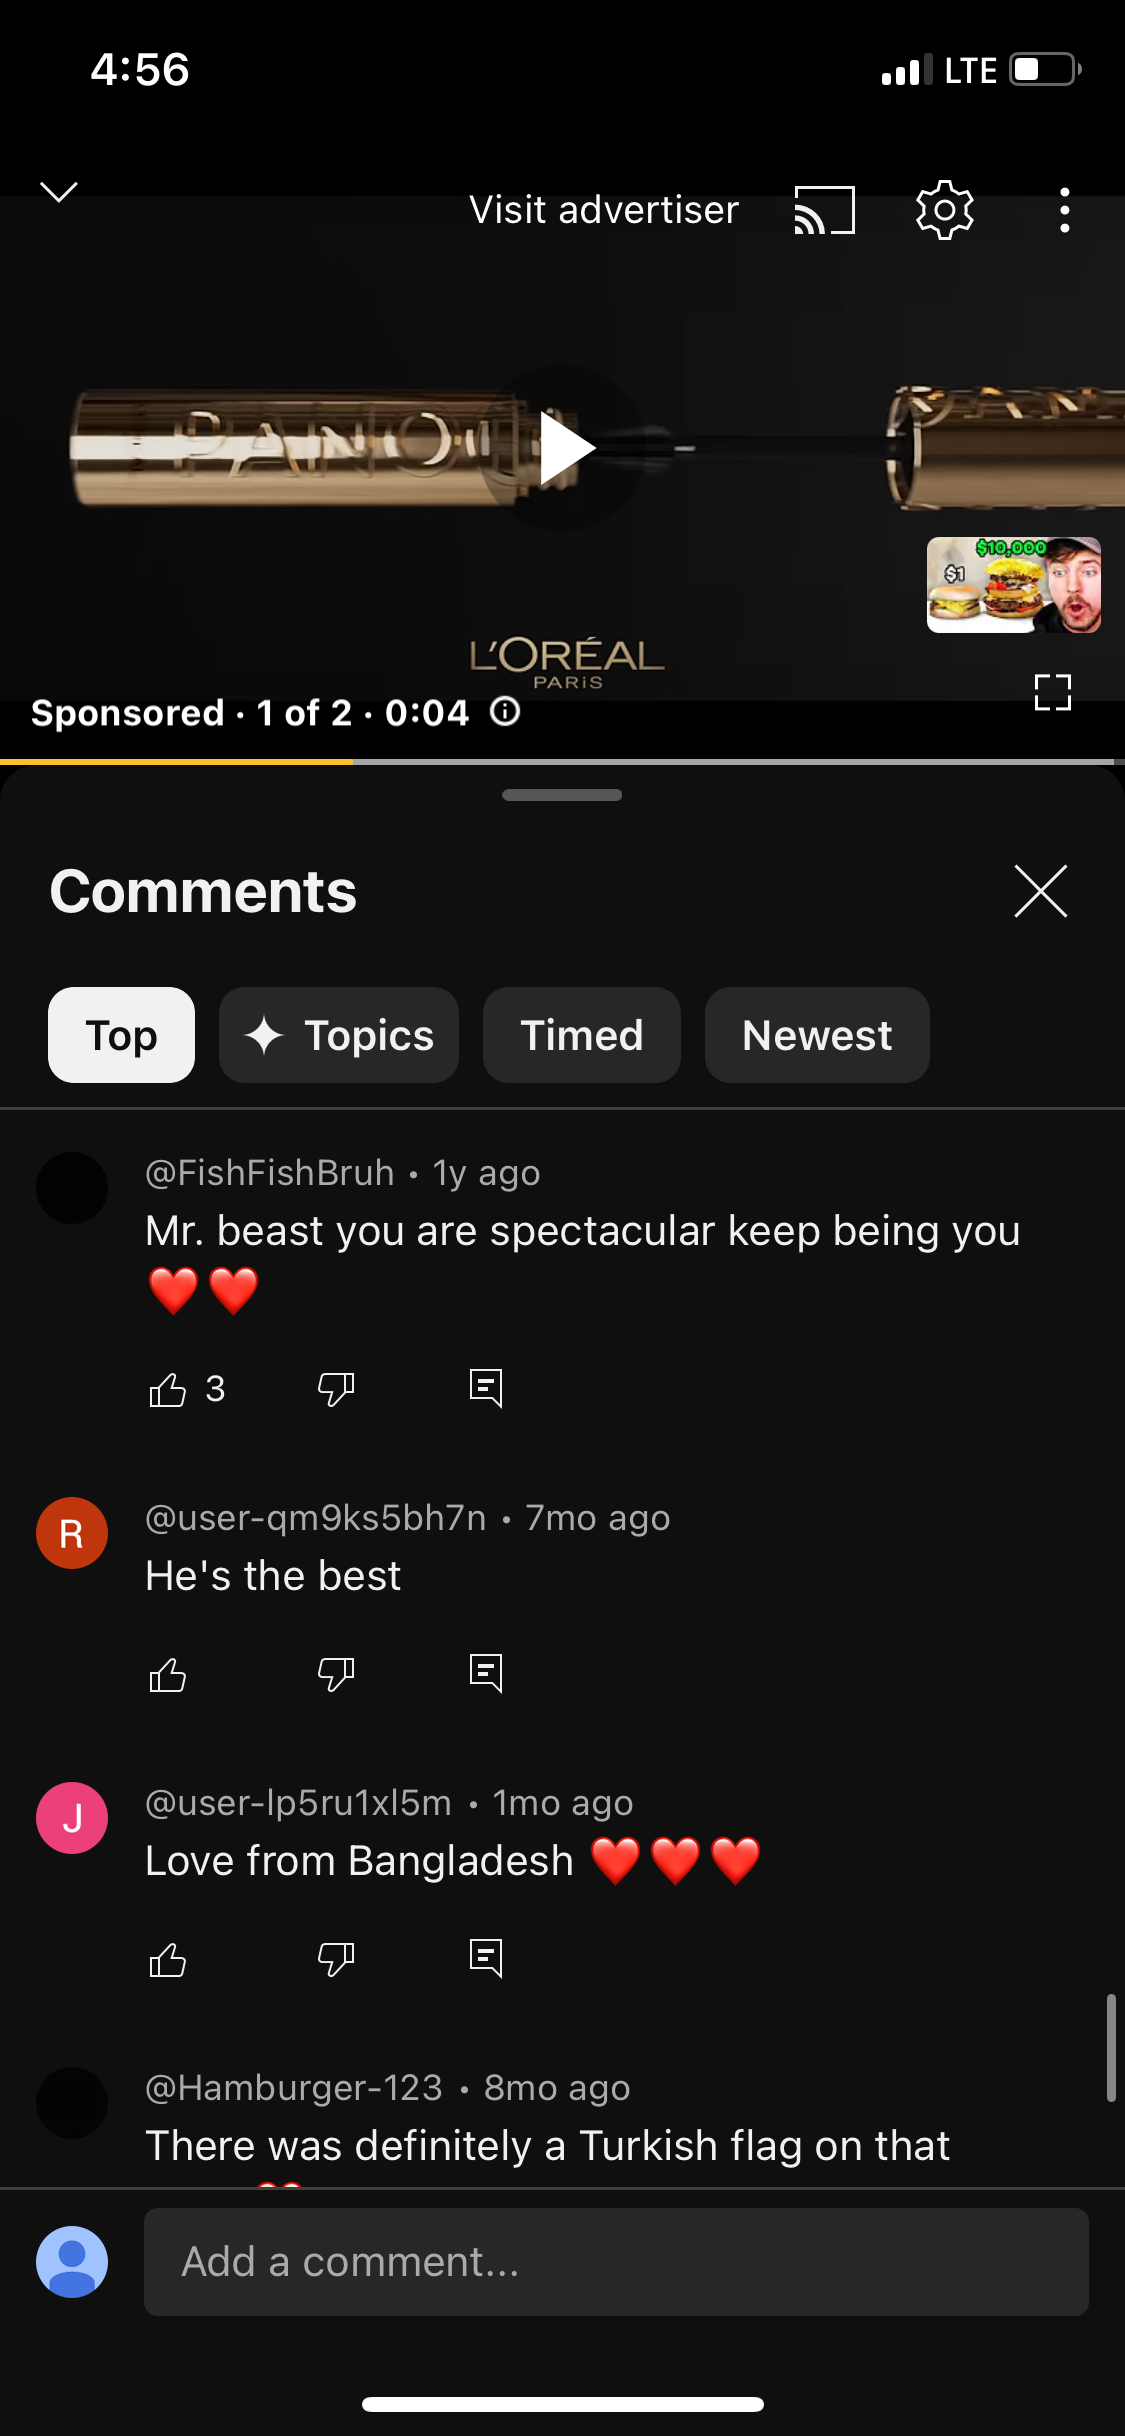 4:56
LTE
Visit advertiser
PANO
$10,000
$1
L'ORÉAL
PARiS
Sponsored · 1 of 2 · 0:04
Comments
Top
Topics
Timed
Newest
@FishFishBruh • 1y ago
Mr. beast you are spectacular keep being you
❤️❤️
3
R
@user-qm9ks5bh7n • 7mo ago
He's the best
J
@user-lp5ru1xl5m • 1mo ago
Love from Bangladesh ❤️❤️❤️
@Hamburger-123 • 8mo ago
There was definitely a Turkish flag on that
Add a comment...